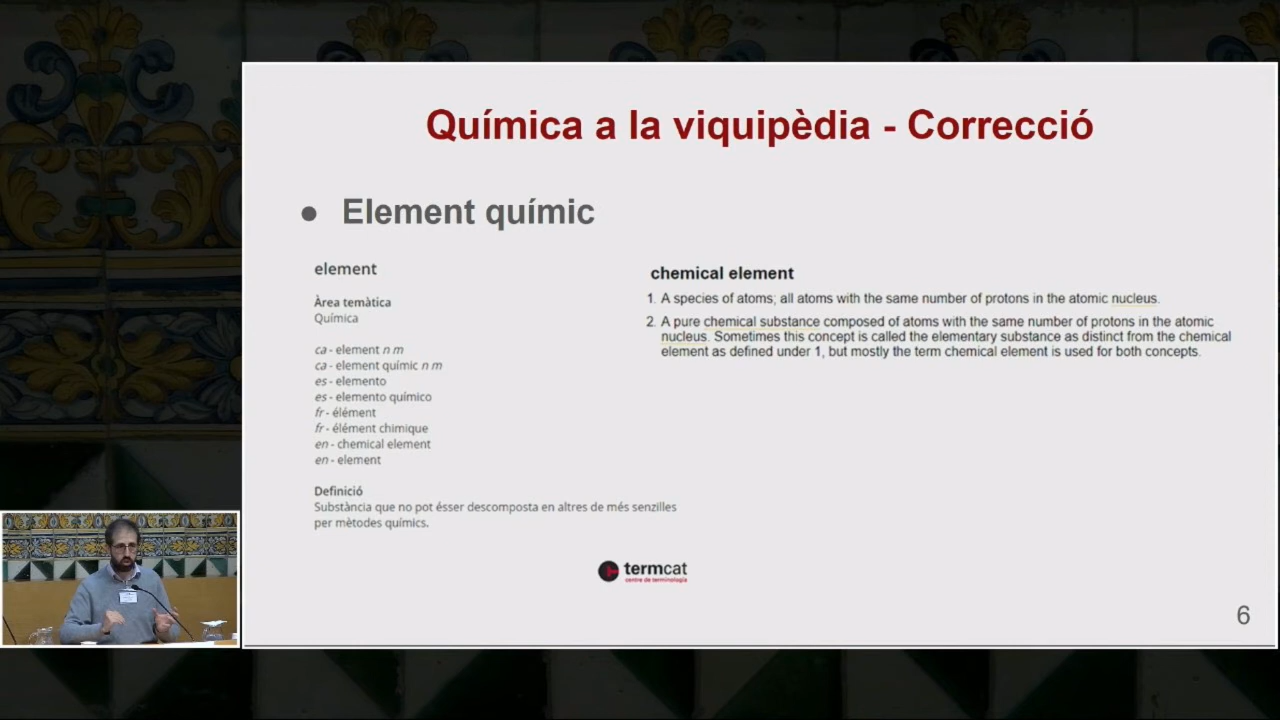 Química a la viquipèdia - Correcció
● Element químic
element
Àrea temàtica
Química
ca - element n m
ca - element químic n m
es - elemento
es - elemento químico
fr - élément
fr - élément chimique
en - chemical element
en - element
Definició
Substància que no pot ésser descomposta en altres de més senzilles
per mètodes químics.
termcat
centre de terminologia
chemical element
1. A species of atoms; all atoms with the same number of protons in the atomic nucleus.
2. A pure chemical substance composed of atoms with the same number of protons in the atomic
nucleus. Sometimes this concept is called the elementary substance as distinct from the chemical
element as defined under 1, but mostly the term chemical element is used for both concepts.
6